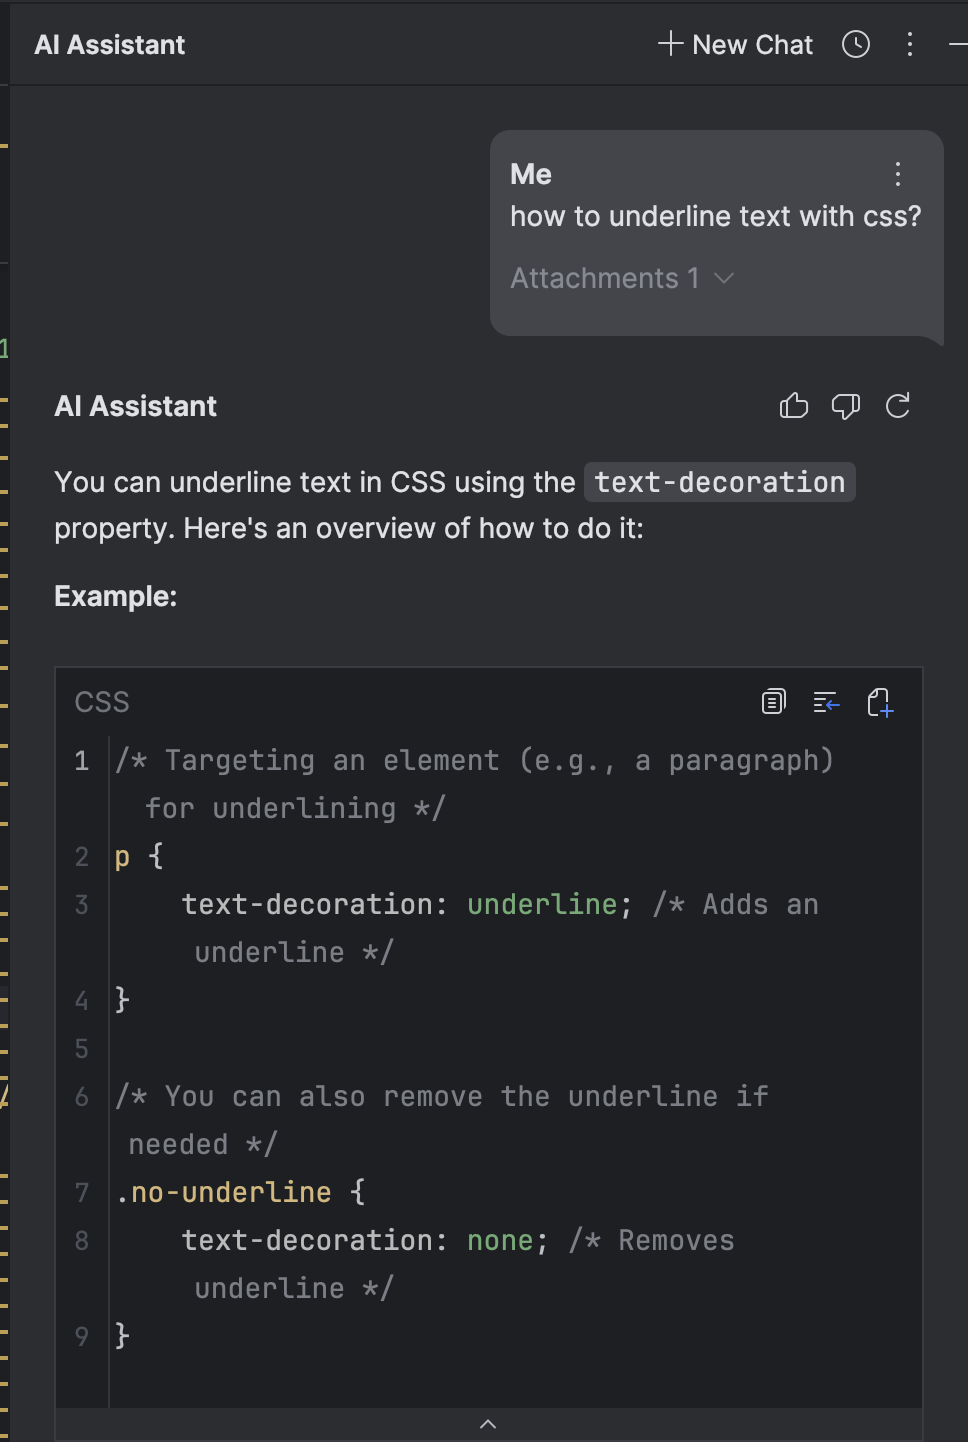 AI Assistant
New Chat
Me
how to underline text with css?
Attachments 1
AI Assistant
You can underline text in CSS using the text-decoration
property. Here's an overview of how to do it:
Example:
CSS
1 /* Targeting an element (e.g., a paragraph)
for underlining */
2 p {
3     text-decoration: underline; /* Adds an
underline */
4 }
5
6 /* You can also remove the underline if
needed */
7 .no-underline {
8     text-decoration: none; /* Removes
underline */
9 }